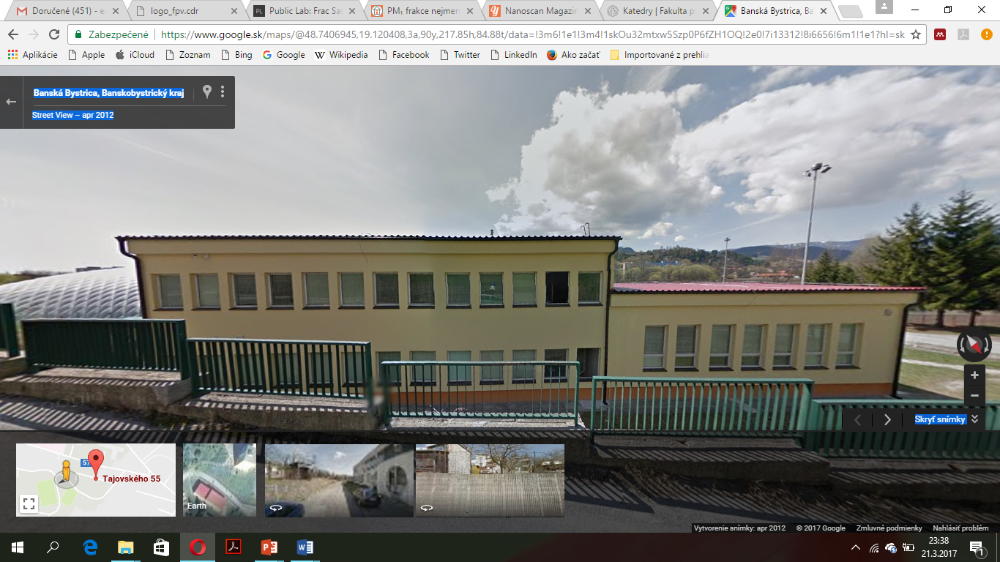 Doručené (451) - e
logo_fpv.cdr
Public Lab: Frac Sa
PM₁ frakce nejmen
Nanoscan Magazin
Katedry | Fakulta p
Banská Bystrica, Ba
Zabezpečené
https://www.google.sk/maps/@48.7406945,19.120408,3a,90y,217.85h,84.88t/data=!3m6!1e1!3m4!1skOu32mtxw5Szp0P6fZH1OQ!2e0!7i13312!8i6656!6m1!1e1?hl=sk
Aplikácie Apple iCloud Zoznam Bing Google Wikipedia Facebook Twitter LinkedIn Ako začať Importované z prehlia
Banská Bystrica, Banskobystrický kraj
Street View – apr 2012
Skryť snímky
57
Tajovského 55
Earth
Vytvorenie snímky: apr 2012 © 2017 Google Zmluvné podmienky Nahlásiť problém
23:38
21.3.2017
1